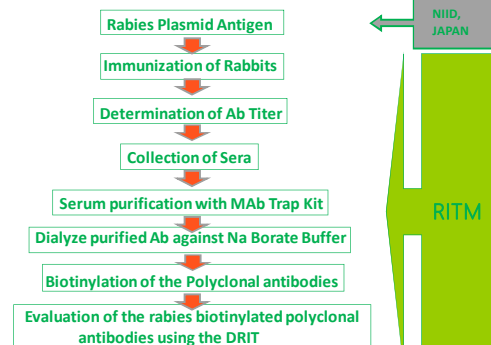 Rabies Plasmid Antigen
NIID,
JAPAN
Immunization of Rabbits
Determination of Ab Titer
Collection of Sera
Serum purification with MAb Trap Kit
RITM
Dialyze purified Ab against Na Borate Buffer
Biotinylation of the Polyclonal antibodies
Evaluation of the rabies biotinylated polyclonal
antibodies using the DRIT